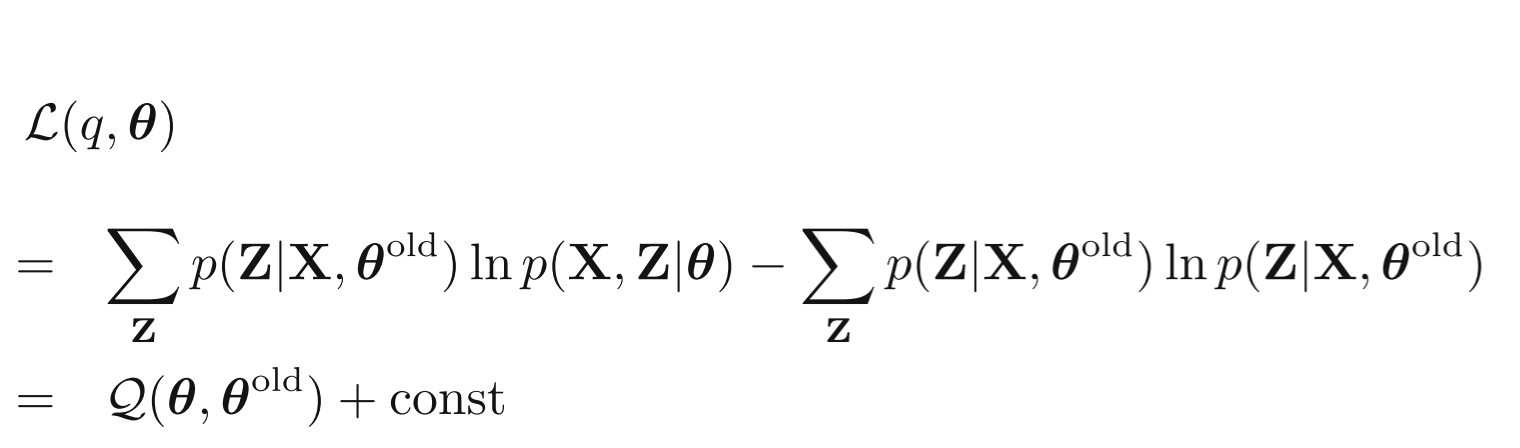 ℒ(q, θ)
= ∑_Z p(Z|X, θ^old) ln p(X, Z|θ) − ∑_Z p(Z|X, θ^old) ln p(Z|X, θ^old)
= 𝒬(θ, θ^old) + const